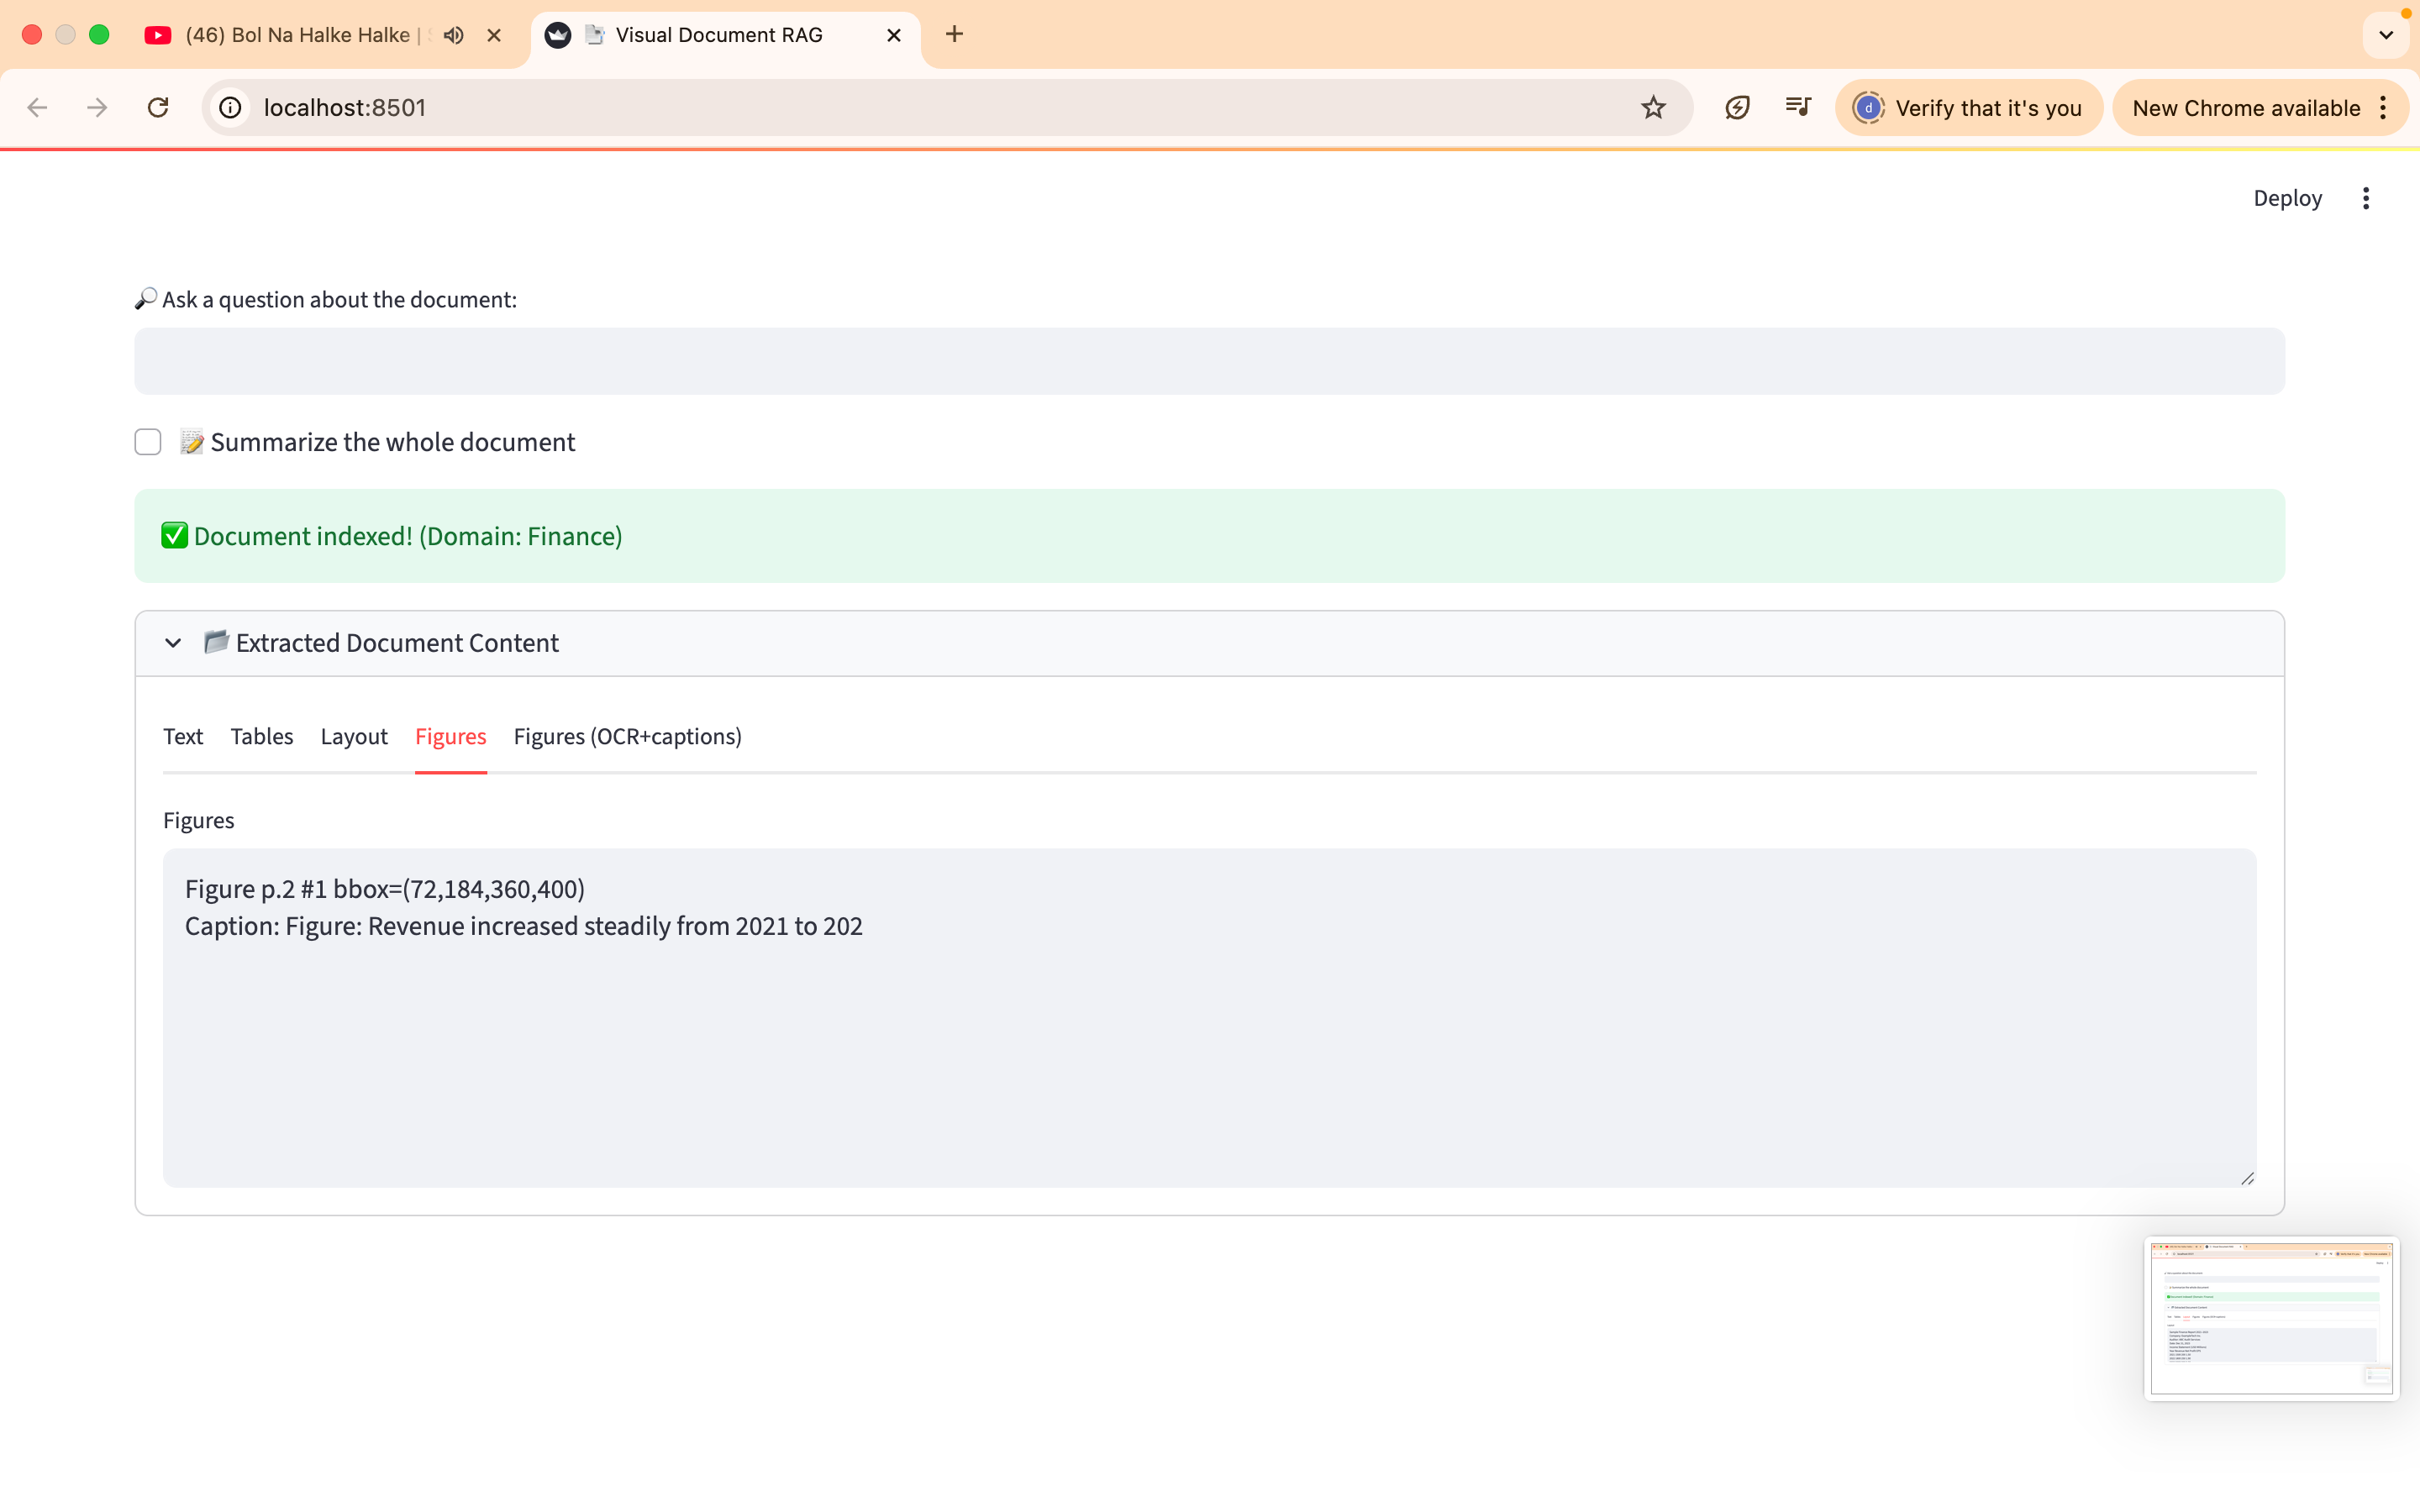 (46) Bol Na Halke Halke |
Visual Document RAG
localhost:8501
d
Verify that it's you
New Chrome available
Deploy
Ask a question about the document:
Summarize the whole document
Document indexed! (Domain: Finance)
Extracted Document Content
Text Tables Layout Figures Figures (OCR+captions)
Figures
Figure p.2 #1 bbox=(72,184,360,400)
Caption: Figure: Revenue increased steadily from 2021 to 202